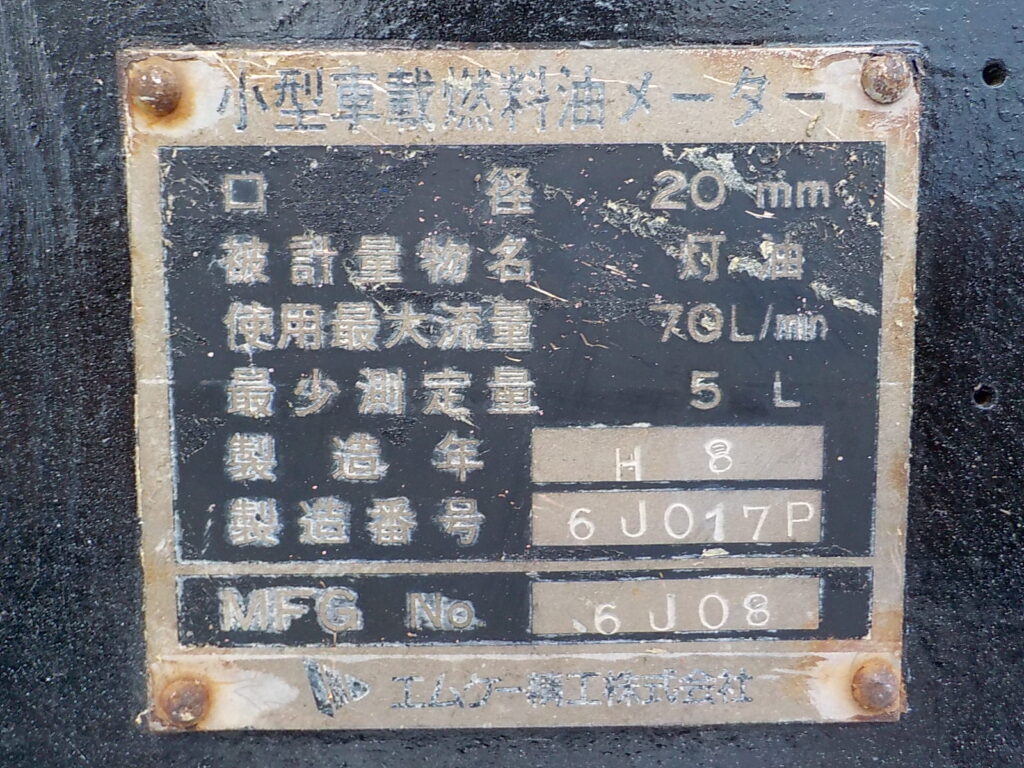 小型車載燃料油メーター
口径 20 mm
被計量物名 灯油
使用最大流量 70L/min
最少測定量 5 L
製造年 H 8
製造番号 6J017P
MFG No. 6J08
エムケー機工株式会社